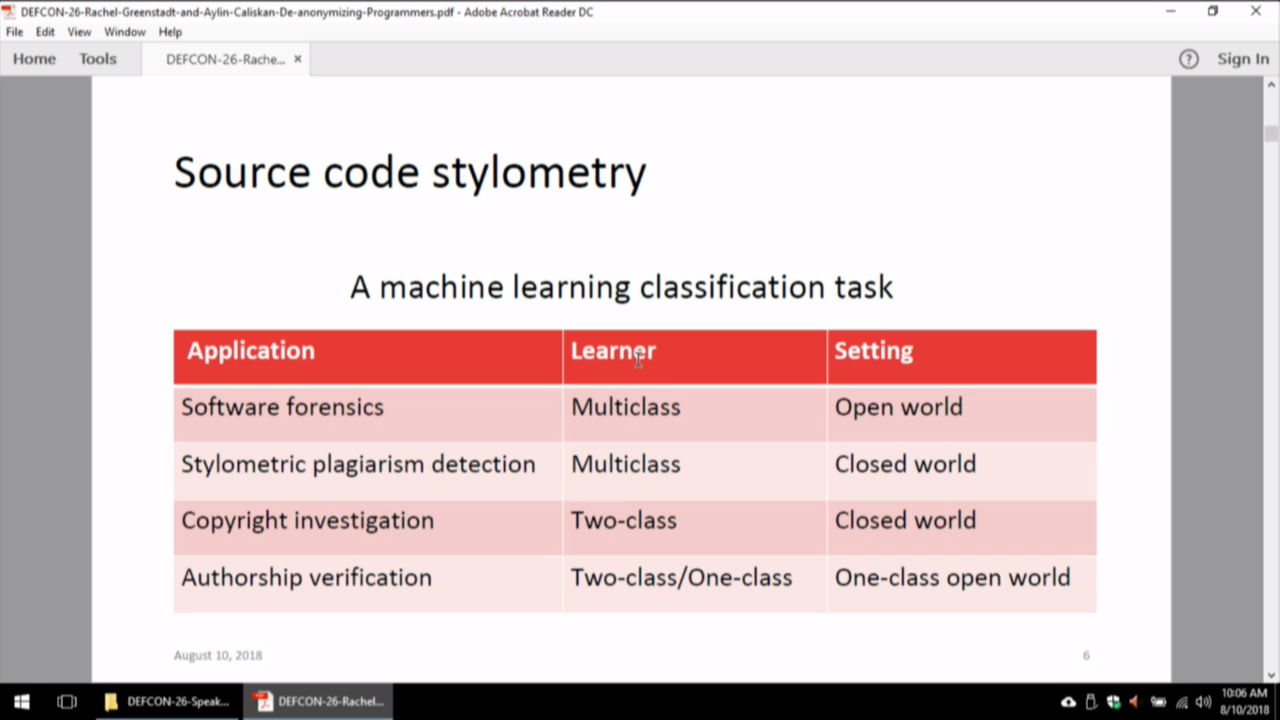 DEFCON-26-Rachel-Greenstadt-and-Aylin-Caliskan-De-anonymizing-Programmers.pdf - Adobe Acrobat Reader DC
File Edit View Window Help
Home Tools DEFCON-26-Rache... × ? Sign In
Source code stylometry
A machine learning classification task
Application Learner Setting
Software forensics Multiclass Open world
Stylometric plagiarism detection Multiclass Closed world
Copyright investigation Two-class Closed world
Authorship verification Two-class/One-class One-class open world
August 10, 2018 6
DEFCON-26-Speak... DEFCON-26-Rachel... 10:06 AM
8/10/2018